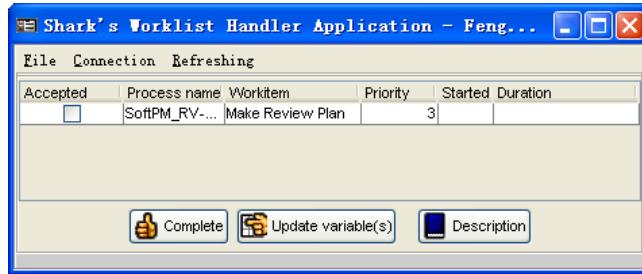 Shark's Worklist Handler Application - Feng...
File Connection Refreshing
Accepted Process name Workitem Priority Started Duration
SoftPM_RV-... Make Review Plan 3
Complete Update variable(s) Description